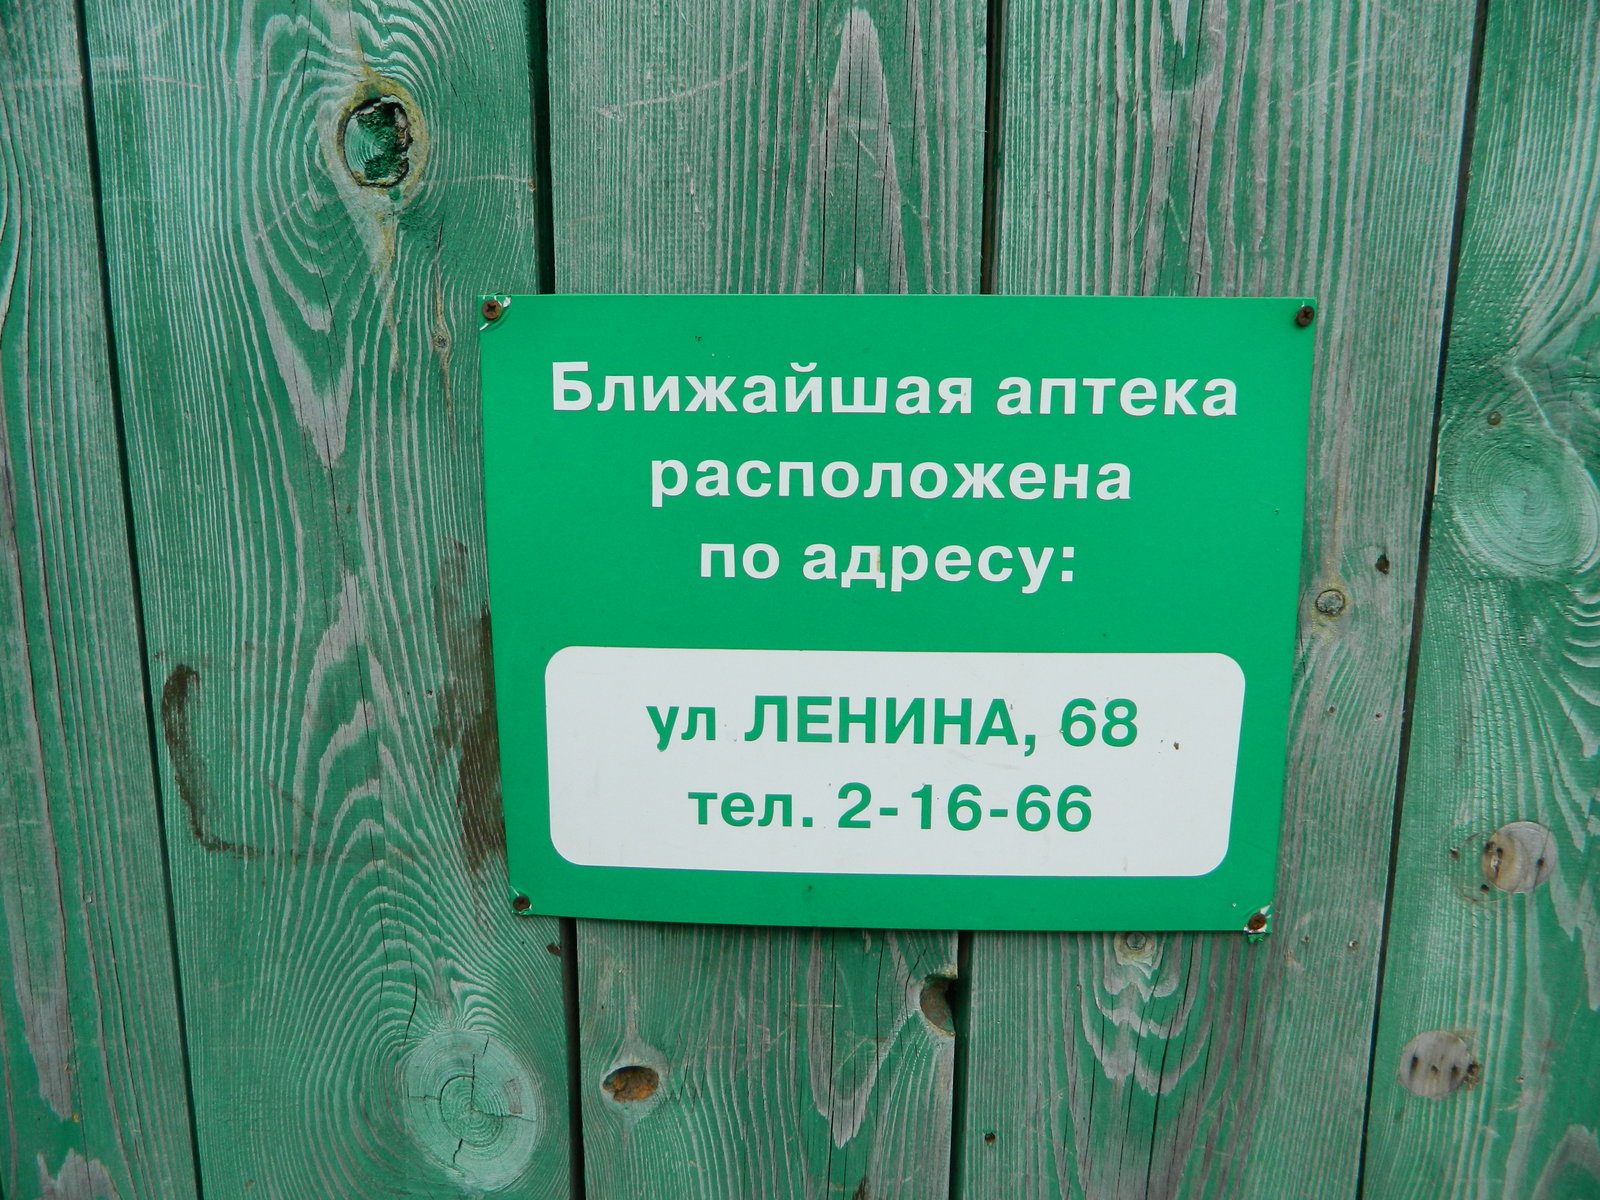 Ближайшая аптека
расположена
по адресу:
ул ЛЕНИНА, 68
тел. 2-16-66